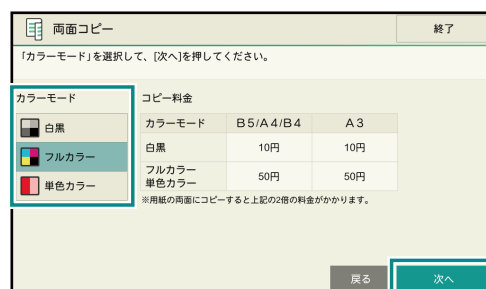 両面コピー
終了
「カラーモード」を選択して、[次へ]を押してください。
カラーモード
白黒
フルカラー
単色カラー
コピー料金
カラーモード B5/A4/B4 A3
白黒 10円 10円
フルカラー
単色カラー 50円 50円
※用紙の両面にコピーすると上記の2倍の料金がかかります。
戻る
次へ